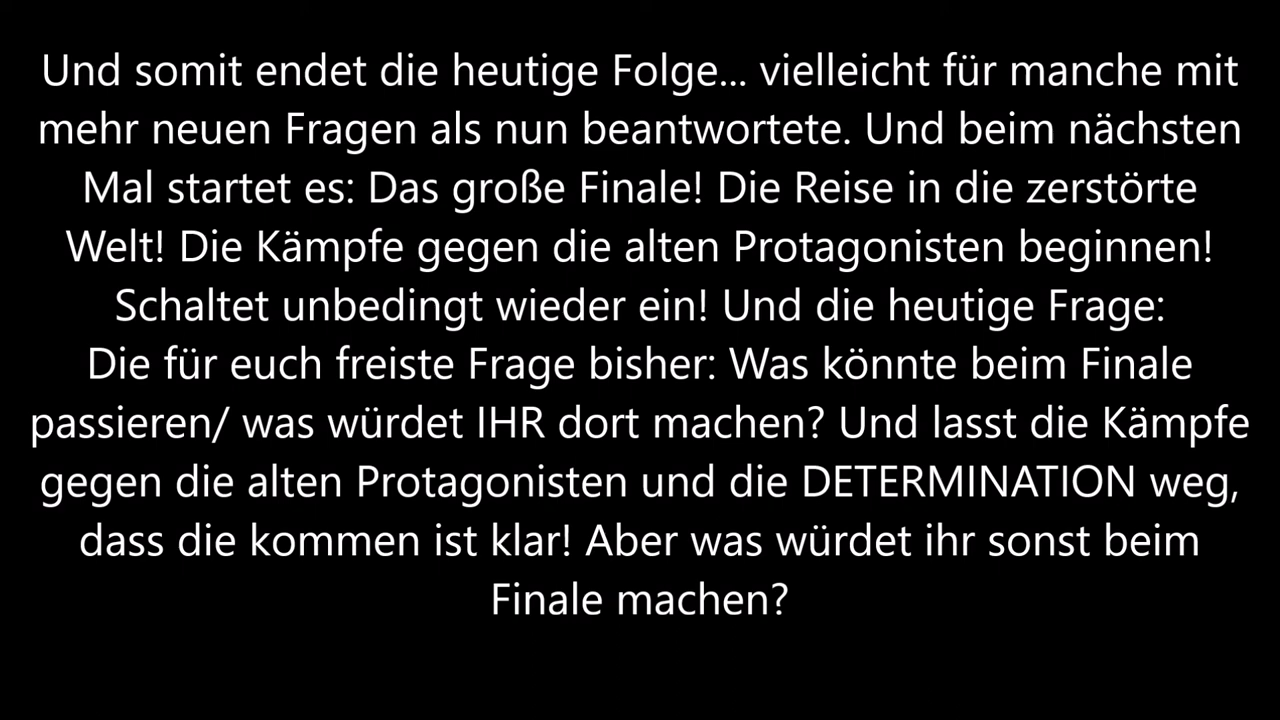 Und somit endet die heutige Folge... vielleicht für manche mit
mehr neuen Fragen als nun beantwortete. Und beim nächsten
Mal startet es: Das große Finale! Die Reise in die zerstörte
Welt! Die Kämpfe gegen die alten Protagonisten beginnen!
Schaltet unbedingt wieder ein! Und die heutige Frage:
Die für euch freiste Frage bisher: Was könnte beim Finale
passieren/ was würdet IHR dort machen? Und lasst die Kämpfe
gegen die alten Protagonisten und die DETERMINATION weg,
dass die kommen ist klar! Aber was würdet ihr sonst beim
Finale machen?